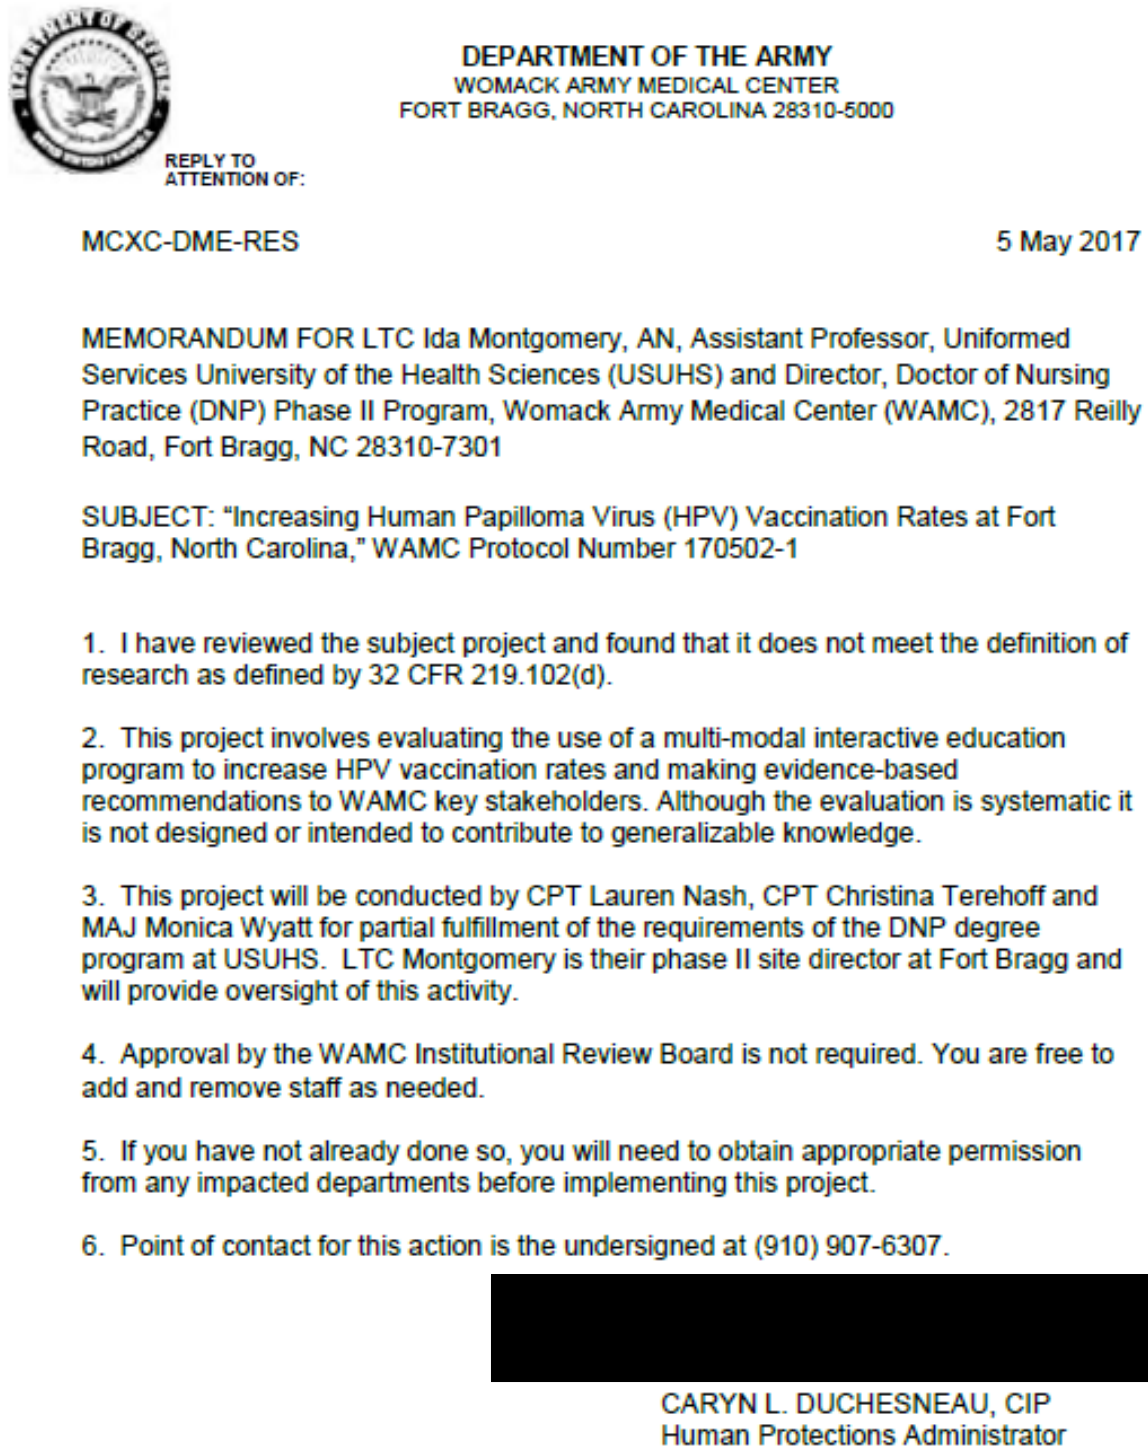 DEPARTMENT OF DEFENSE
DEPARTMENT OF THE ARMY
WOMACK ARMY MEDICAL CENTER
FORT BRAGG, NORTH CAROLINA 28310-5000
REPLY TO
ATTENTION OF:
MCXC-DME-RES 5 May 2017
MEMORANDUM FOR LTC Ida Montgomery, AN, Assistant Professor, Uniformed
Services University of the Health Sciences (USUHS) and Director, Doctor of Nursing
Practice (DNP) Phase II Program, Womack Army Medical Center (WAMC), 2817 Reilly
Road, Fort Bragg, NC 28310-7301
SUBJECT: “Increasing Human Papilloma Virus (HPV) Vaccination Rates at Fort
Bragg, North Carolina,” WAMC Protocol Number 170502-1
1. I have reviewed the subject project and found that it does not meet the definition of
research as defined by 32 CFR 219.102(d).
2. This project involves evaluating the use of a multi-modal interactive education
program to increase HPV vaccination rates and making evidence-based
recommendations to WAMC key stakeholders. Although the evaluation is systematic it
is not designed or intended to contribute to generalizable knowledge.
3. This project will be conducted by CPT Lauren Nash, CPT Christina Terehoff and
MAJ Monica Wyatt for partial fulfillment of the requirements of the DNP degree
program at USUHS. LTC Montgomery is their phase II site director at Fort Bragg and
will provide oversight of this activity.
4. Approval by the WAMC Institutional Review Board is not required. You are free to
add and remove staff as needed.
5. If you have not already done so, you will need to obtain appropriate permission
from any impacted departments before implementing this project.
6. Point of contact for this action is the undersigned at (910) 907-6307.
CARYN L. DUCHESNEAU, CIP
Human Protections Administrator